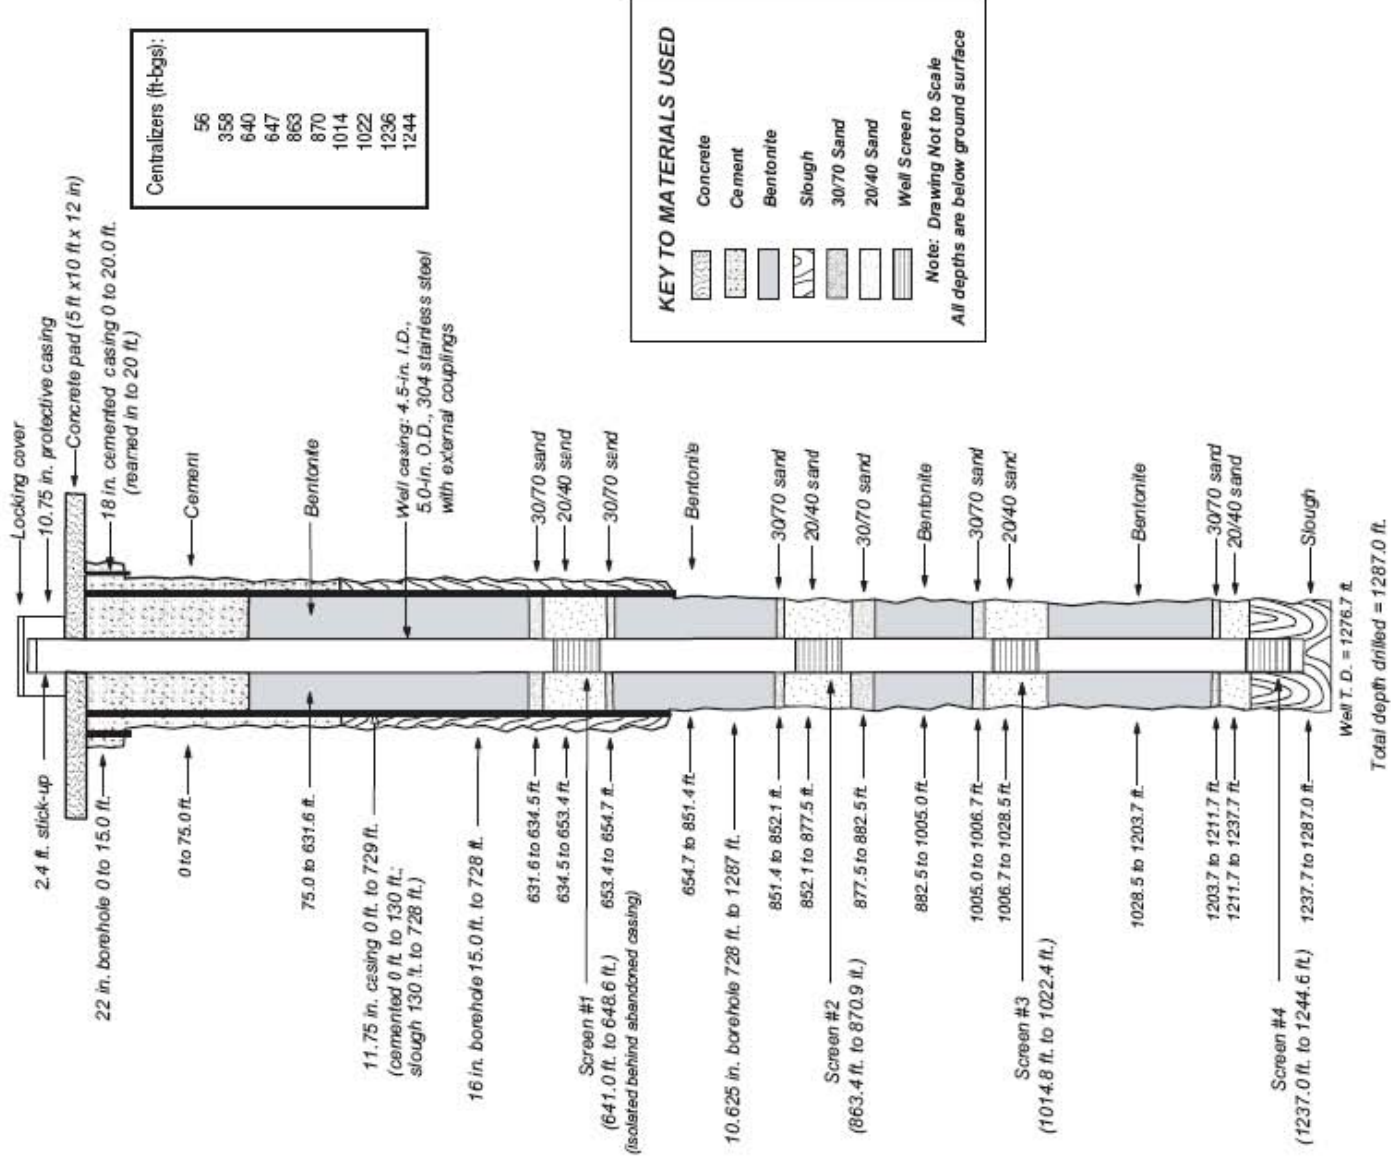 Locking cover
10.75 in. protective casing
Concrete pad (5 ft x10 ft x 12 in)
18 in. cemented casing 0 to 20.0 ft.
(reamed in to 20 ft.)
Cement
Bentonite
Well casing: 4.5-in. I.D.,
5.0-in. O.D., 304 stainless steel
with external couplings
30/70 sand
20/40 sand
30/70 sand
Bentonite
30/70 sand
20/40 sand
30/70 sand
Bentonite
30/70 sand
20/40 sand
Bentonite
30/70 sand
20/40 sand
Slough
2.4 ft. stick-up
22 in. borehole 0 to 15.0 ft.
0 to 75.0 ft.
75.0 to 631.6 ft.
11.75 in. casing 0 ft. to 729 ft.
(cemented 0 ft. to 130 ft.;
slough 130 ft. to 728 ft.)
16 in. borehole 15.0 ft. to 728 ft.
631.6 to 634.5 ft.
634.5 to 653.4 ft.
Screen #1
(641.0 ft. to 648.6 ft.)
(isolated behind abandoned casing)
653.4 to 654.7 ft.
654.7 to 851.4 ft.
10.625 in. borehole 728 ft. to 1287 ft.
851.4 to 852.1 ft.
852.1 to 877.5 ft.
Screen #2
(863.4 ft. to 870.9 ft.)
877.5 to 882.5 ft.
882.5 to 1005.0 ft.
1005.0 to 1006.7 ft.
1006.7 to 1028.5 ft.
Screen #3
(1014.8 ft. to 1022.4 ft.)
1028.5 to 1203.7 ft.
1203.7 to 1211.7 ft.
1211.7 to 1237.7 ft.
Screen #4
(1237.0 ft. to 1244.6 ft.)
1237.7 to 1287.0 ft.
Well T. D. = 1276.7 ft.
Total depth drilled = 1287.0 ft.
Centralizers (ft-bgs):
56
358
640
647
863
870
1014
1022
1236
1244
KEY TO MATERIALS USED
Concrete
Cement
Bentonite
Slough
30/70 Sand
20/40 Sand
Well Screen
Note: Drawing Not to Scale
All depths are below ground surface